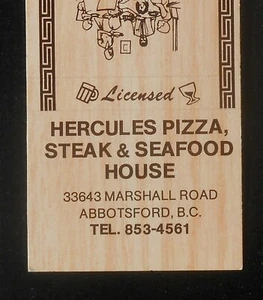 Licensed
HERCULES PIZZA,
STEAK & SEAFOOD
HOUSE
33643 MARSHALL ROAD
ABBOTSFORD, B.C.
TEL. 853-4561